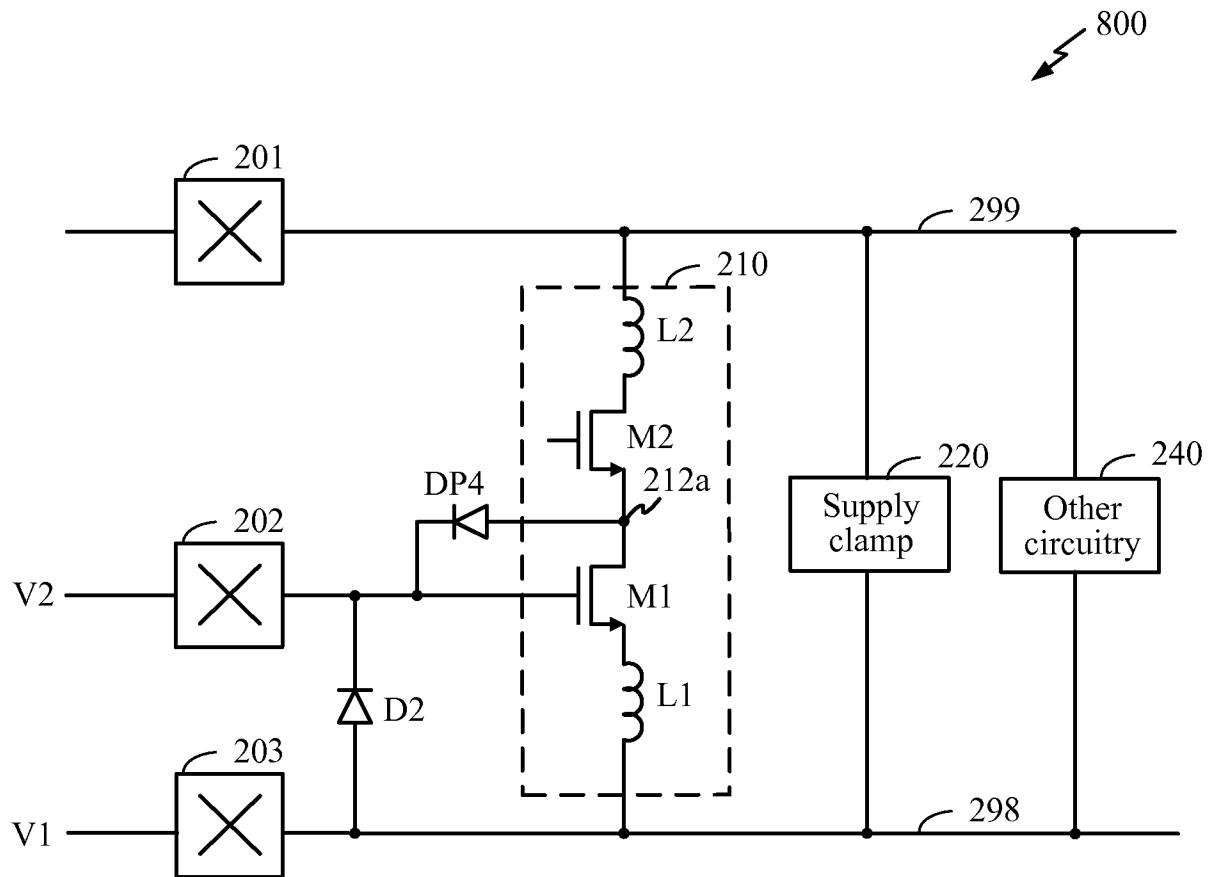 800
201
299
210
L2
M2
220
240
DP4
212a
Supply
clamp
Other
circuitry
202
V2
M1
L1
D2
203
V1
298